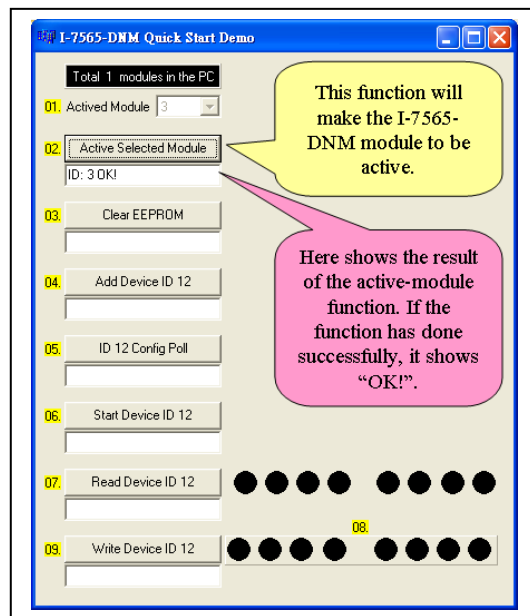 I-7565-DNM Quick Start Demo
Total 1 modules in the PC
01. Actived Module 3
02. Active Selected Module
ID: 3 OK!
This function will
make the I-7565-
DNM module to be
active.
03. Clear EEPROM
Here shows the result
of the active-module
function. If the
function has done
successfully, it shows
“OK!”.
04. Add Device ID 12
05. ID 12 Config Poll
06. Start Device ID 12
07. Read Device ID 12
08.
09. Write Device ID 12